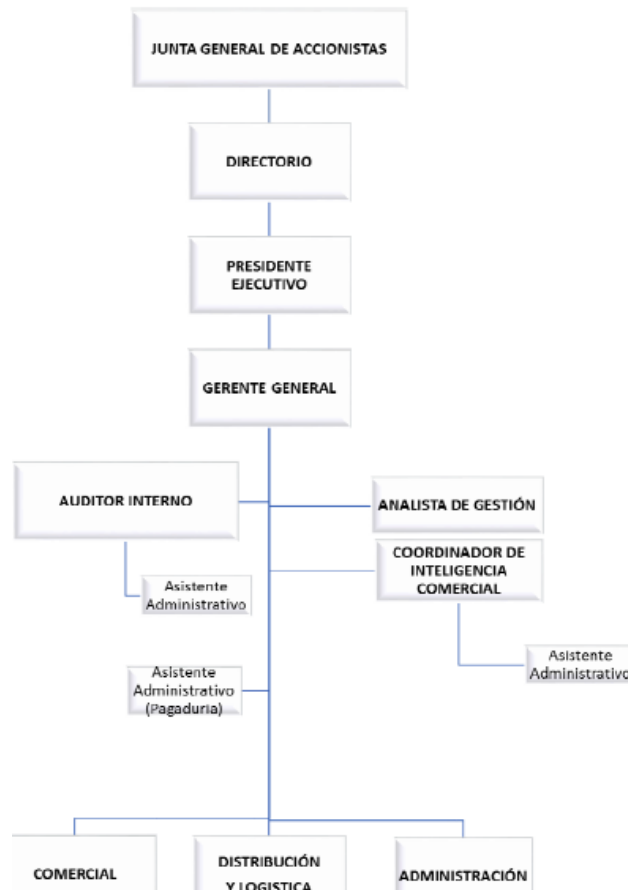 JUNTA GENERAL DE ACCIONISTAS
DIRECTORIO
PRESIDENTE
EJECUTIVO
GERENTE GENERAL
AUDITOR INTERNO
ANALISTA DE GESTIÓN
COORDINADOR DE
INTELIGENCIA
COMERCIAL
Asistente
Administrativo
Asistente
Administrativo
Asistente
Administrativo
(Pagaduria)
COMERCIAL
DISTRIBUCIÓN
Y LOGISTICA
ADMINISTRACIÓN